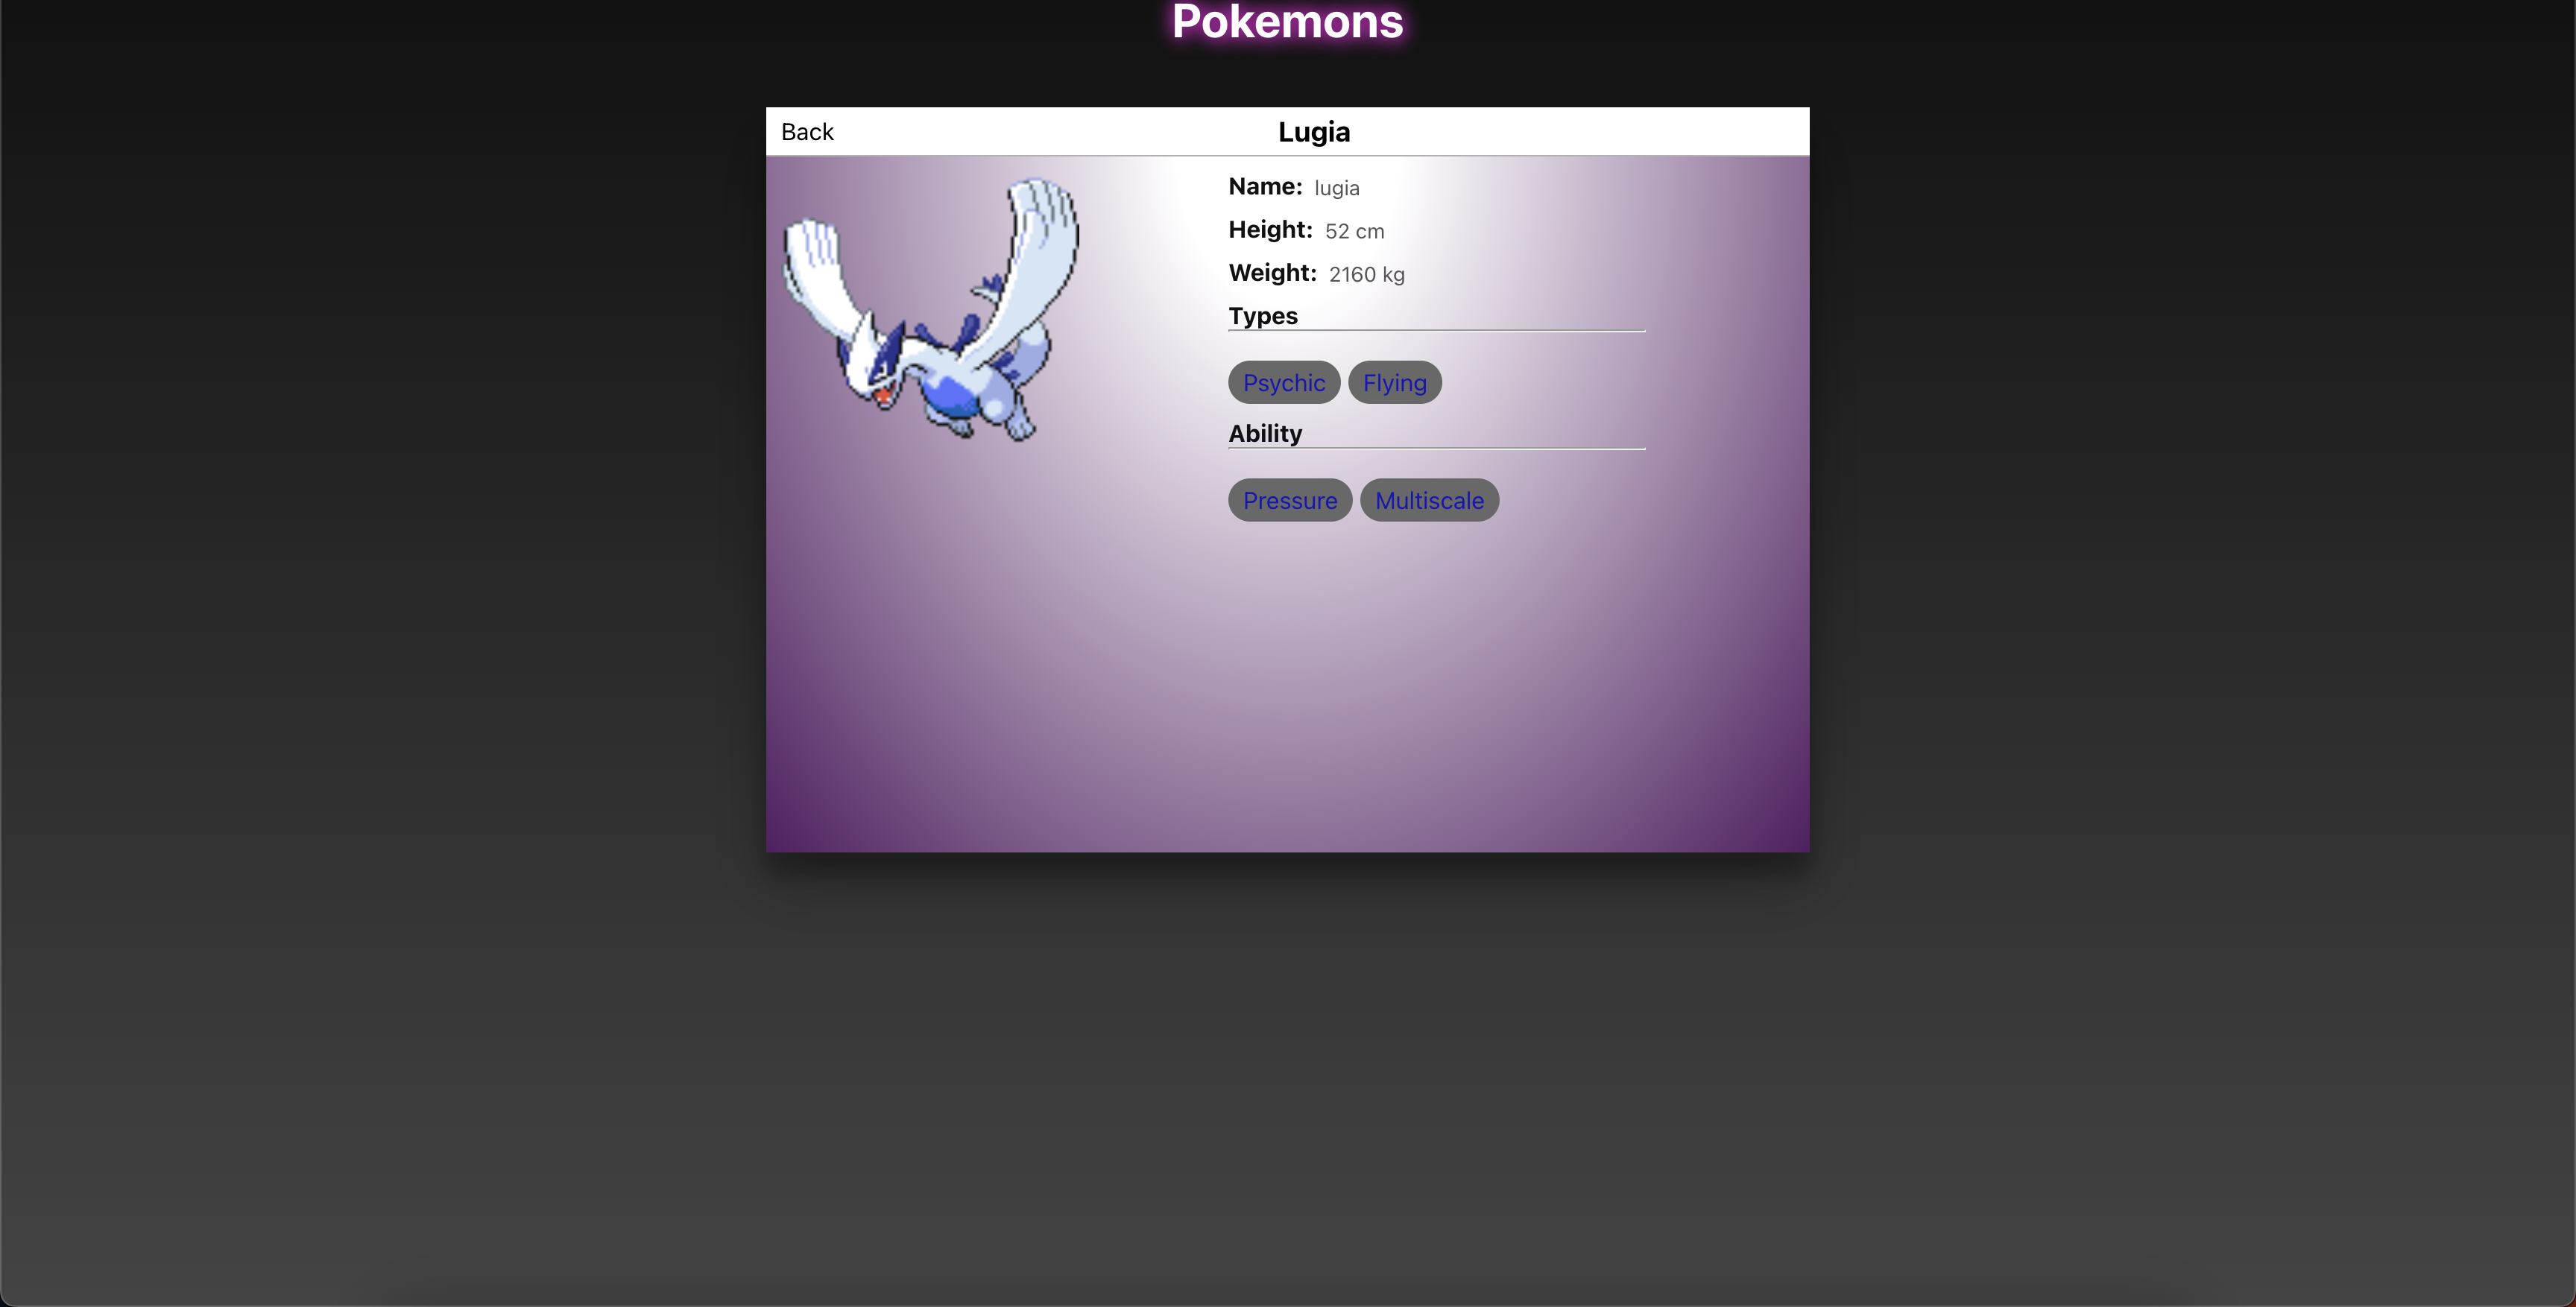 Pokemons
Back
Lugia
Name: lugia
Height: 52 cm
Weight: 2160 kg
Types
Psychic Flying
Ability
Pressure Multiscale